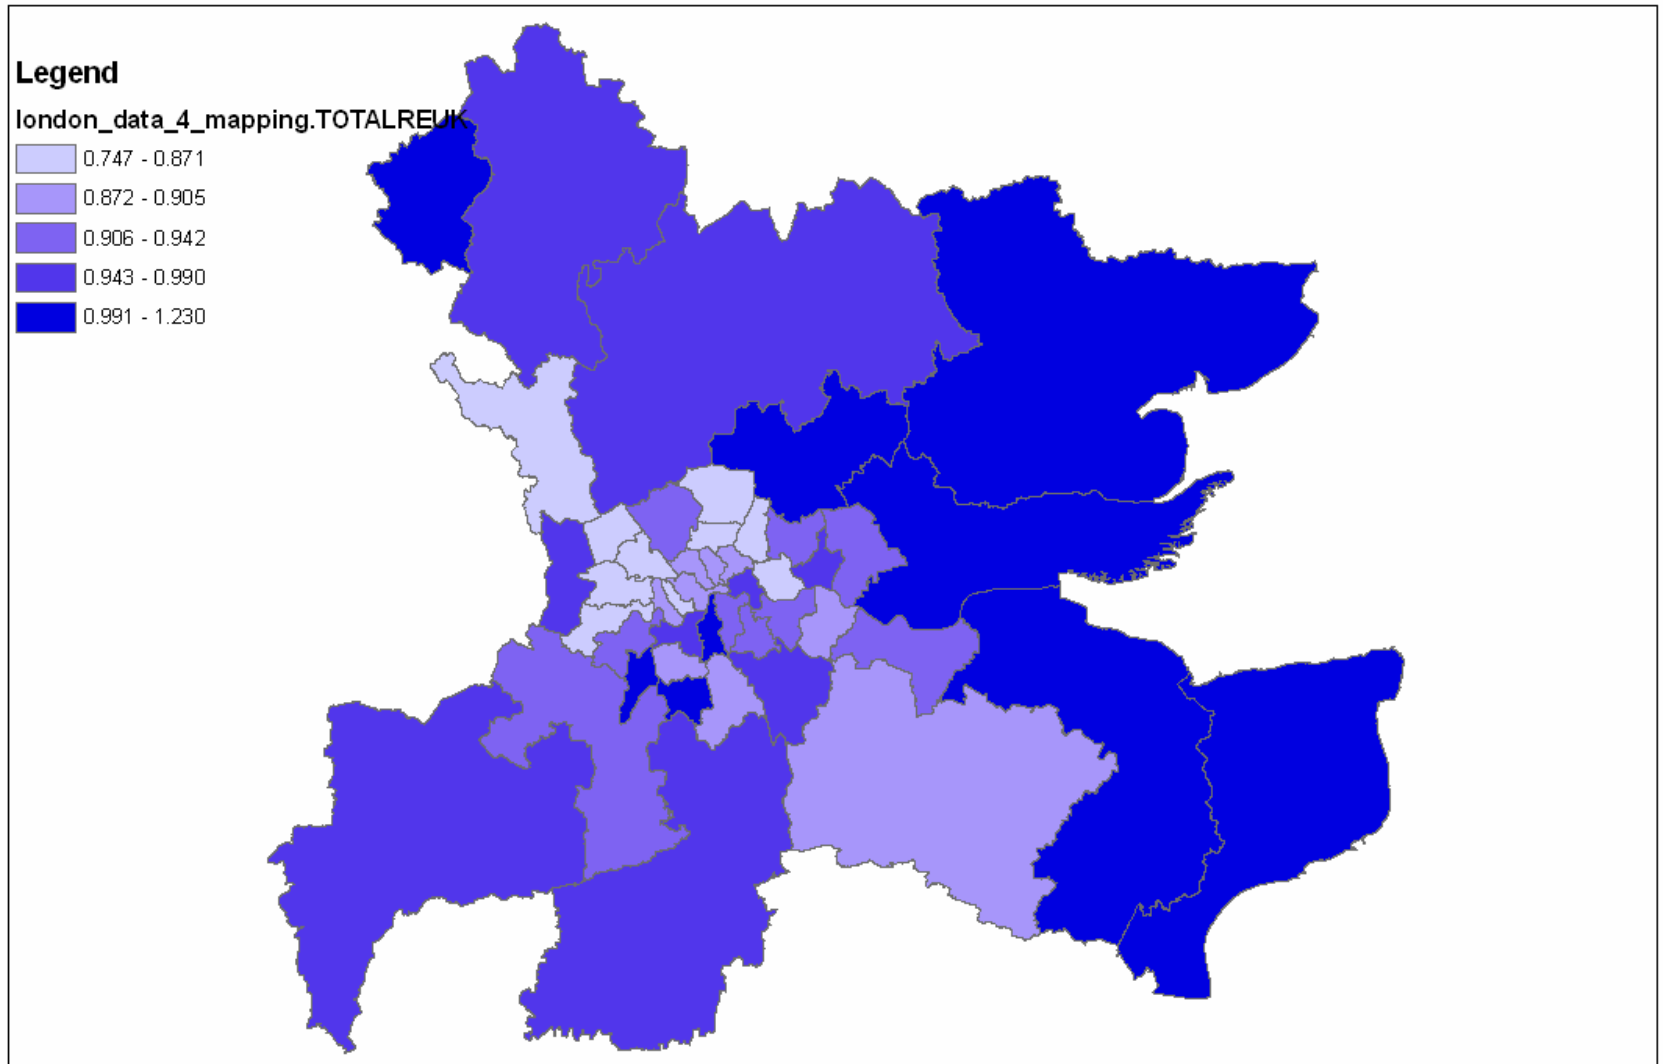 Legend
london_data_4_mapping.TOTALREUK
0.747 - 0.871
0.872 - 0.905
0.906 - 0.942
0.943 - 0.990
0.991 - 1.230